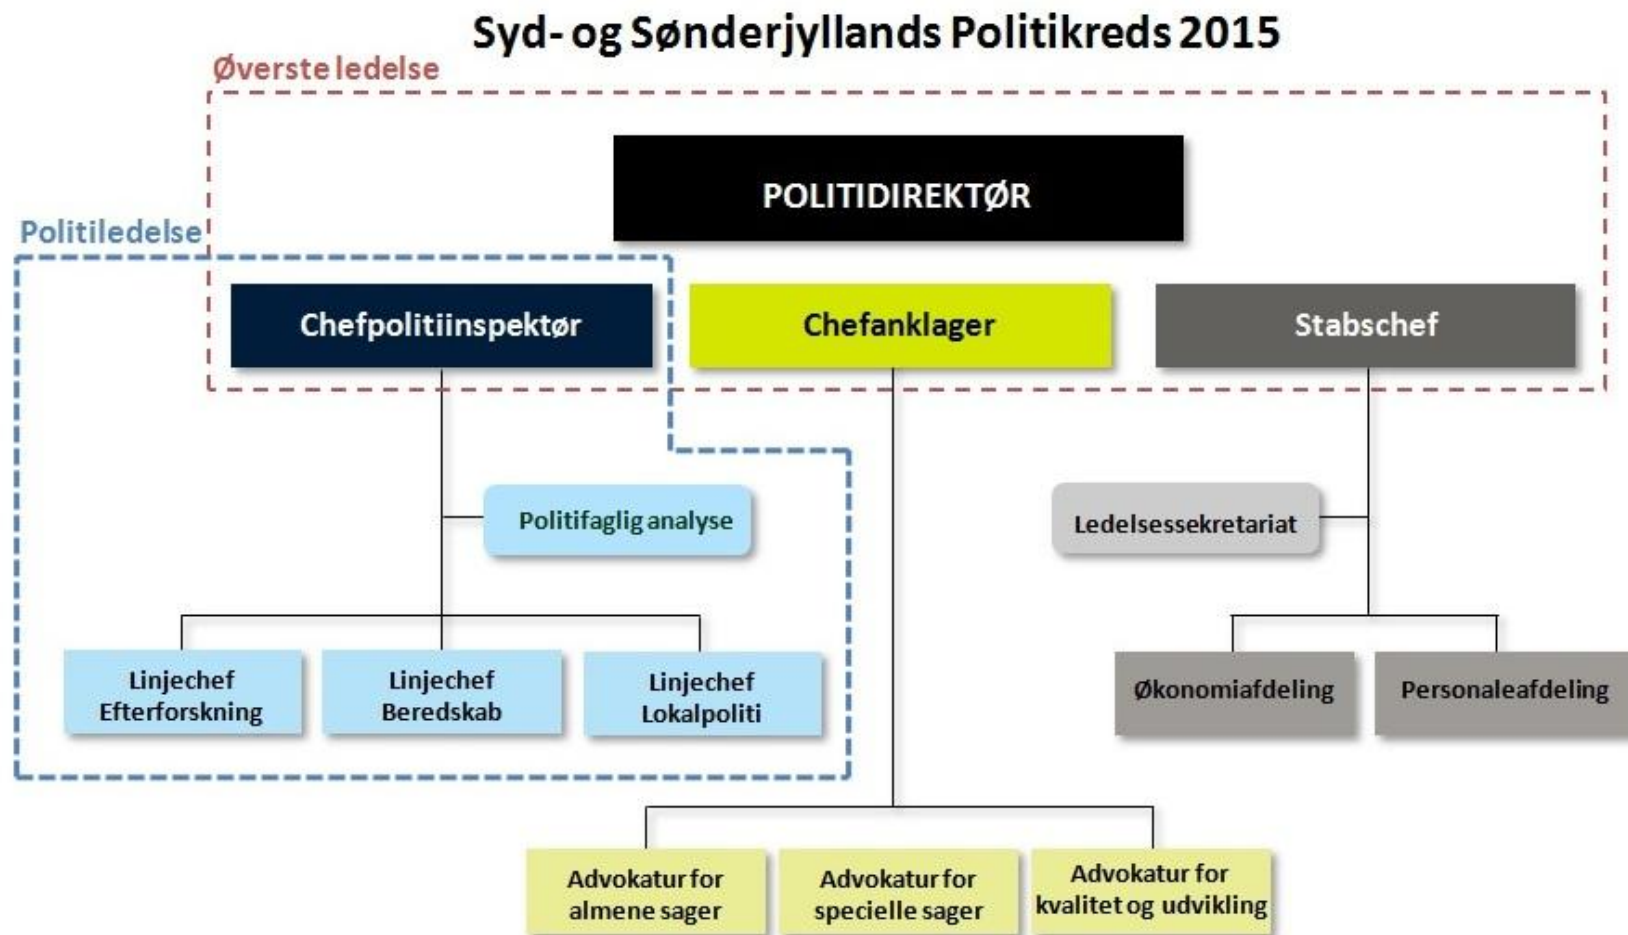 Syd- og Sønderjyllands Politikreds 2015
Øverste ledelse
POLITIDIREKTØR
Politiledelse
Chefpolitiinspektør
Chefanklager
Stabschef
Politifaglig analyse
Ledelsessekretariat
Linjechef
Efterforskning
Linjechef
Beredskab
Linjechef
Lokalpoliti
Økonomiafdeling
Personaleafdeling
Advokatur for
almene sager
Advokatur for
specielle sager
Advokatur for
kvalitet og udvikling